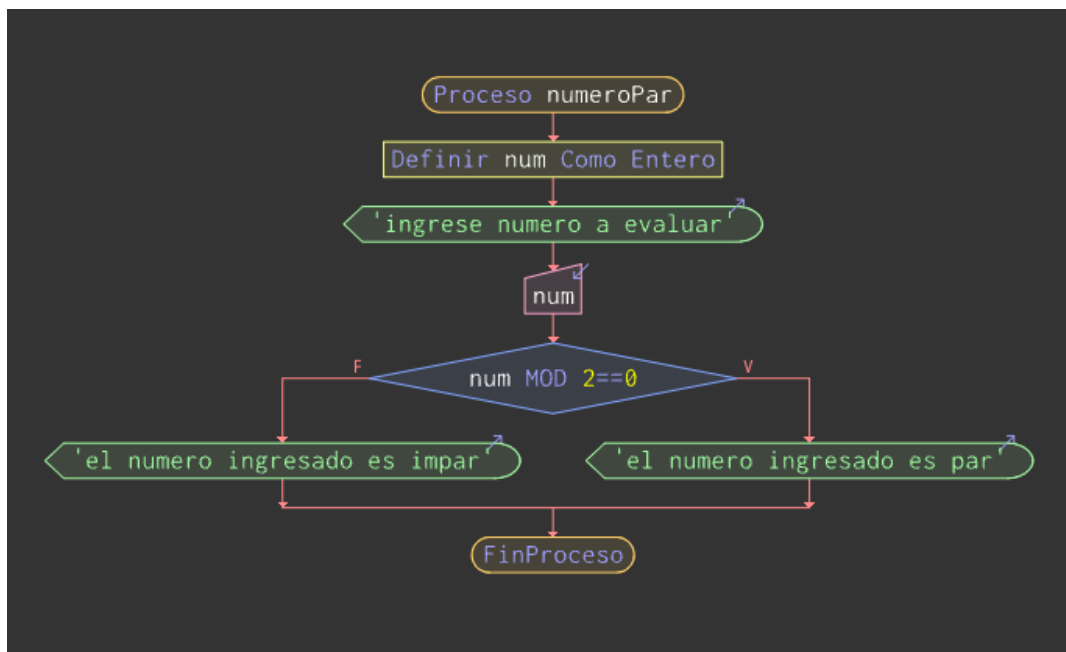 Proceso numeroPar
Definir num Como Entero
'ingrese numero a evaluar'
num
F
V
num MOD 2==0
'el numero ingresado es impar'
'el numero ingresado es par'
FinProceso